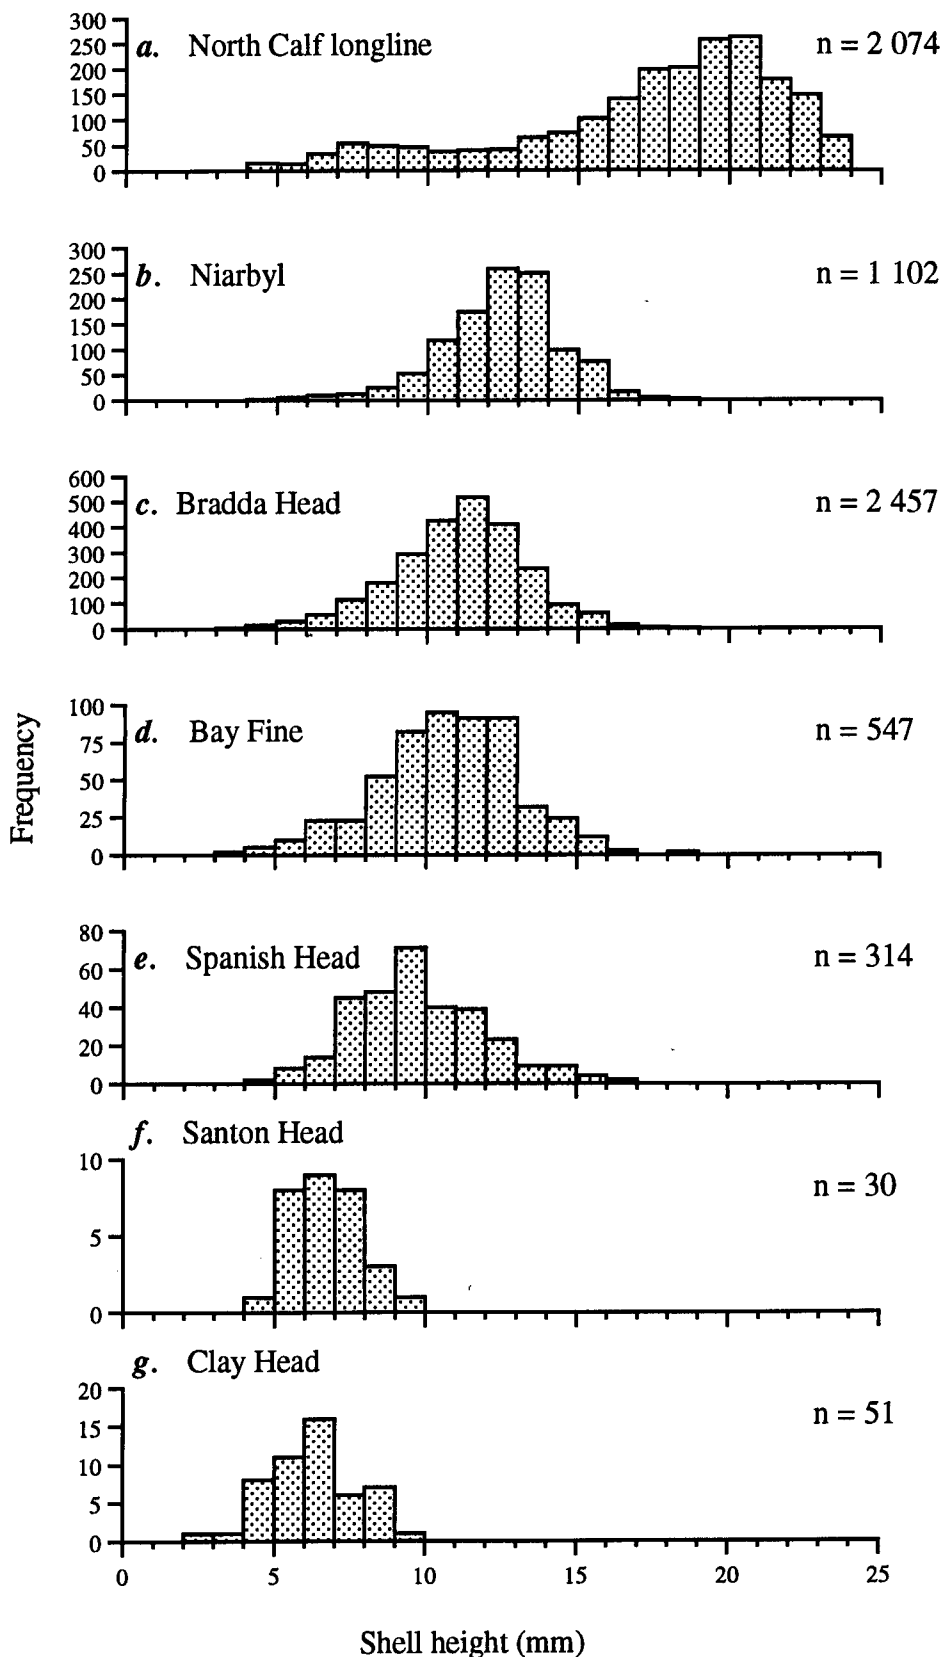 300
250
200
150
100
50
0
a. North Calf longline
n = 2 074
300
250
200
150
100
50
0
b. Niarbyl
n = 1 102
600
500
400
300
200
100
0
c. Bradda Head
n = 2 457
Frequency
100
75
50
25
0
d. Bay Fine
n = 547
80
60
40
20
0
e. Spanish Head
n = 314
f. Santon Head
10
5
0
n = 30
g. Clay Head
20
15
10
5
0
n = 51
0 5 10 15 20 25
Shell height (mm)